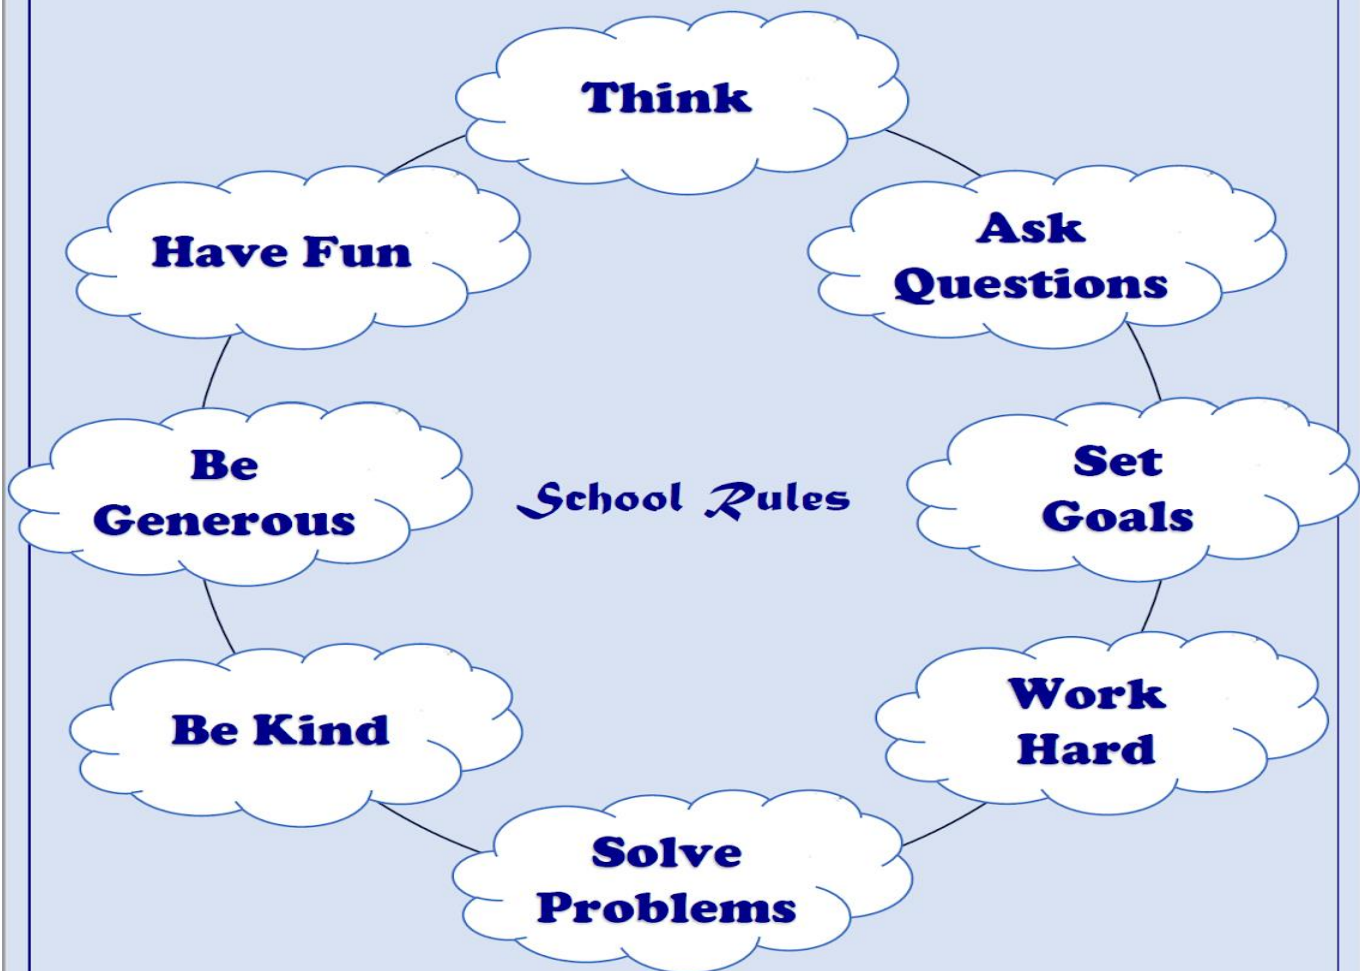 Think
Ask
Questions
Set
Goals
Work
Hard
Solve
Problems
Be Kind
Be
Generous
Have Fun
School Rules